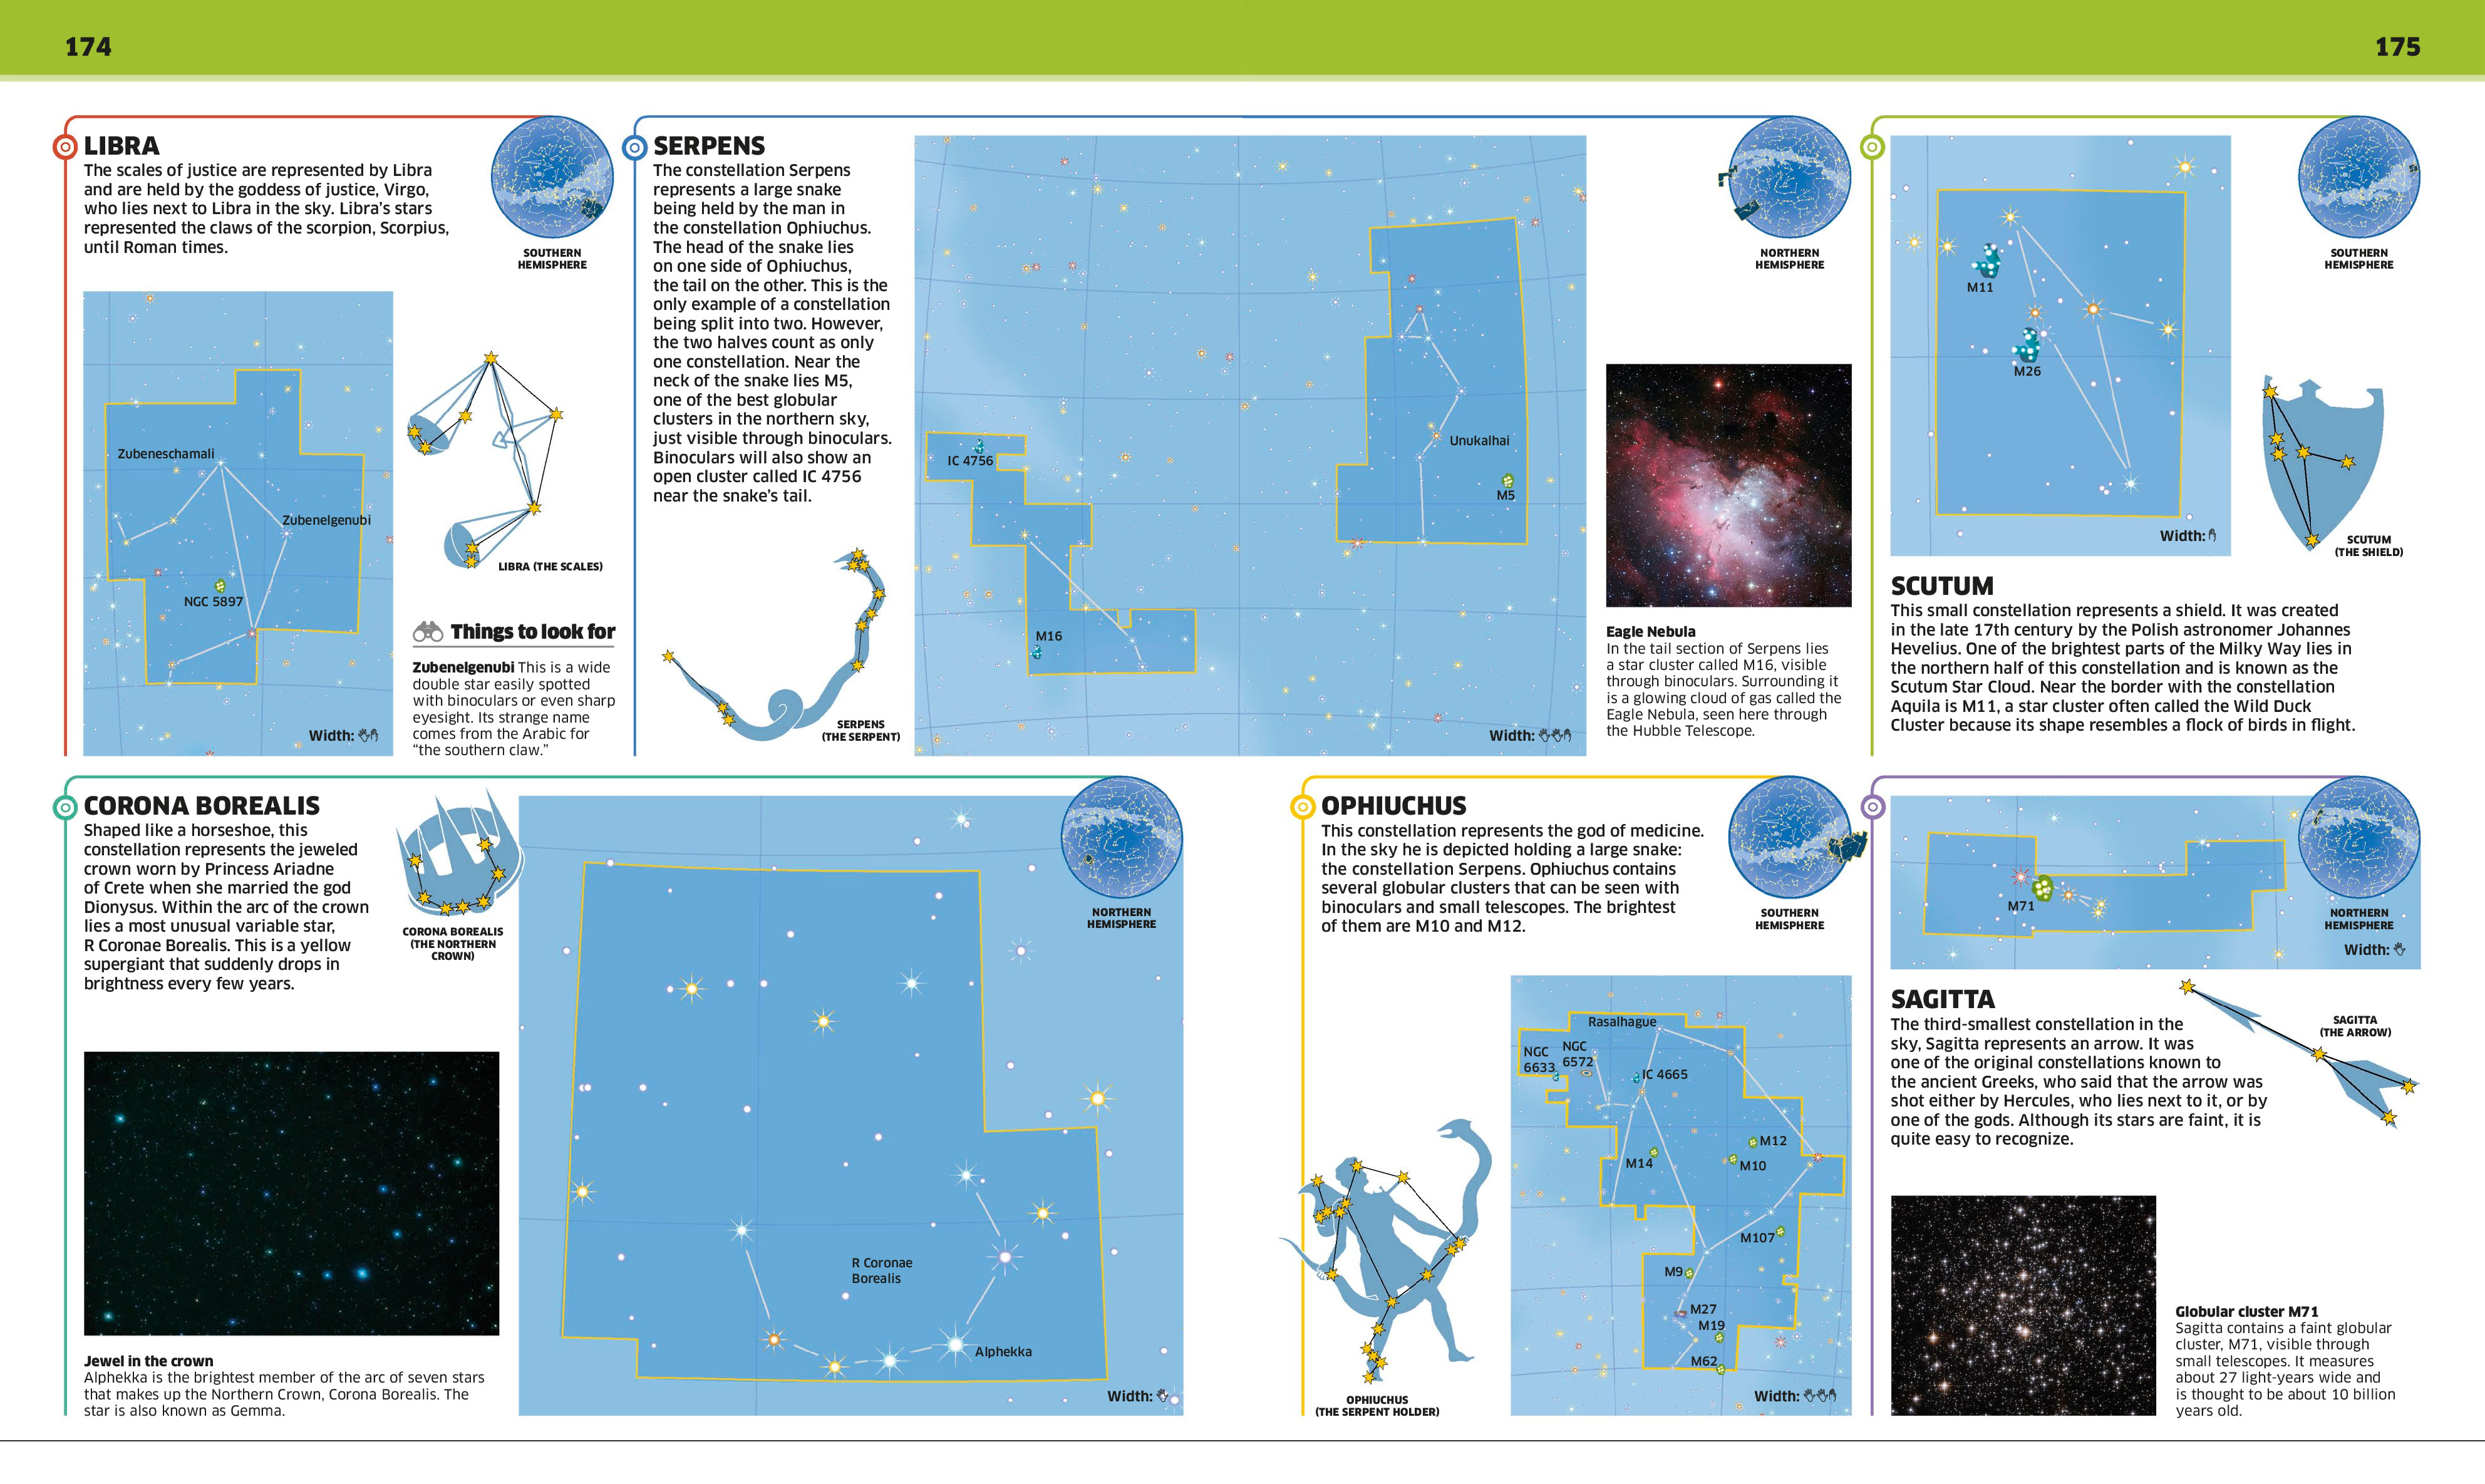 174
175
LIBRA
The scales of justice are represented by Libra
and are held by the goddess of justice, Virgo,
who lies next to Libra in the sky. Libra's stars
represented the claws of the scorpion, Scorpius,
until Roman times.
SOUTHERN
HEMISPHERE
Zubeneschamali
Zubenelgenubi
NGC 5897
Width:
LIBRA (THE SCALES)
Things to look for
Zubenelgenubi This is a wide
double star easily spotted
with binoculars or even sharp
eyesight. Its strange name
comes from the Arabic for
“the southern claw.”
SERPENS
The constellation Serpens
represents a large snake
being held by the man in
the constellation Ophiuchus.
The head of the snake lies
on one side of Ophiuchus,
the tail on the other. This is the
only example of a constellation
being split into two. However,
the two halves count as only
one constellation. Near the
neck of the snake lies M5,
one of the best globular
clusters in the northern sky,
just visible through binoculars.
Binoculars will also show an
open cluster called IC 4756
near the snake's tail.
SERPENS
(THE SERPENT)
IC 4756
M16
Unukalhai
M5
Width:
NORTHERN
HEMISPHERE
Eagle Nebula
In the tail section of Serpens lies
a star cluster called M16, visible
through binoculars. Surrounding it
is a glowing cloud of gas called the
Eagle Nebula, seen here through
the Hubble Telescope.
M11
M26
Width:
SOUTHERN
HEMISPHERE
SCUTUM
(THE SHIELD)
SCUTUM
This small constellation represents a shield. It was created
in the late 17th century by the Polish astronomer Johannes
Hevelius. One of the brightest parts of the Milky Way lies in
the northern half of this constellation and is known as the
Scutum Star Cloud. Near the border with the constellation
Aquila is M11, a star cluster often called the Wild Duck
Cluster because its shape resembles a flock of birds in flight.
CORONA BOREALIS
Shaped like a horseshoe, this
constellation represents the jeweled
crown worn by Princess Ariadne
of Crete when she married the god
Dionysus. Within the arc of the crown
lies a most unusual variable star,
R Coronae Borealis. This is a yellow
supergiant that suddenly drops in
brightness every few years.
CORONA BOREALIS
(THE NORTHERN
CROWN)
Jewel in the crown
Alphekka is the brightest member of the arc of seven stars
that makes up the Northern Crown, Corona Borealis. The
star is also known as Gemma.
R Coronae
Borealis
Alphekka
Width:
NORTHERN
HEMISPHERE
OPHIUCHUS
This constellation represents the god of medicine.
In the sky he is depicted holding a large snake:
the constellation Serpens. Ophiuchus contains
several globular clusters that can be seen with
binoculars and small telescopes. The brightest
of them are M10 and M12.
SOUTHERN
HEMISPHERE
OPHIUCHUS
(THE SERPENT HOLDER)
Rasalhague
NGC
6633
NGC
6572
IC 4665
M12
M14
M10
M107
M9
M27
M19
M62
Width:
M71
NORTHERN
HEMISPHERE
Width:
SAGITTA
The third-smallest constellation in the
sky, Sagitta represents an arrow. It was
one of the original constellations known to
the ancient Greeks, who said that the arrow was
shot either by Hercules, who lies next to it, or by
one of the gods. Although its stars are faint, it is
quite easy to recognize.
SAGITTA
(THE ARROW)
Globular cluster M71
Sagitta contains a faint globular
cluster, M71, visible through
small telescopes. It measures
about 27 light-years wide and
is thought to be about 10 billion
years old.